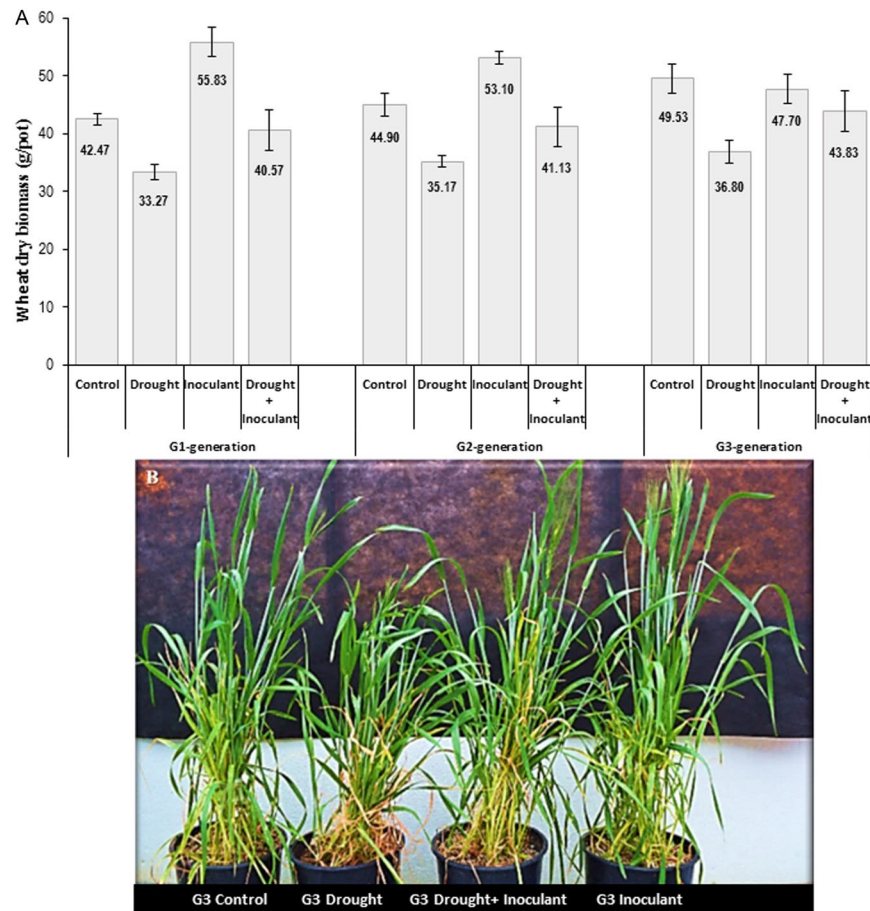 A
Wheat dry biomass (g/pot)
60
50
40
30
20
10
0
42.47
33.27
55.83
40.57
44.90
35.17
53.10
41.13
49.53
36.80
47.70
43.83
Control
Drought
Inoculant
Drought
+
Inoculant
Control
Drought
Inoculant
Drought
+
Inoculant
Control
Drought
Inoculant
Drought
+
Inoculant
G1-generation
G2-generation
G3-generation
B
G3 Control
G3 Drought
G3 Drought+ Inoculant
G3 Inoculant